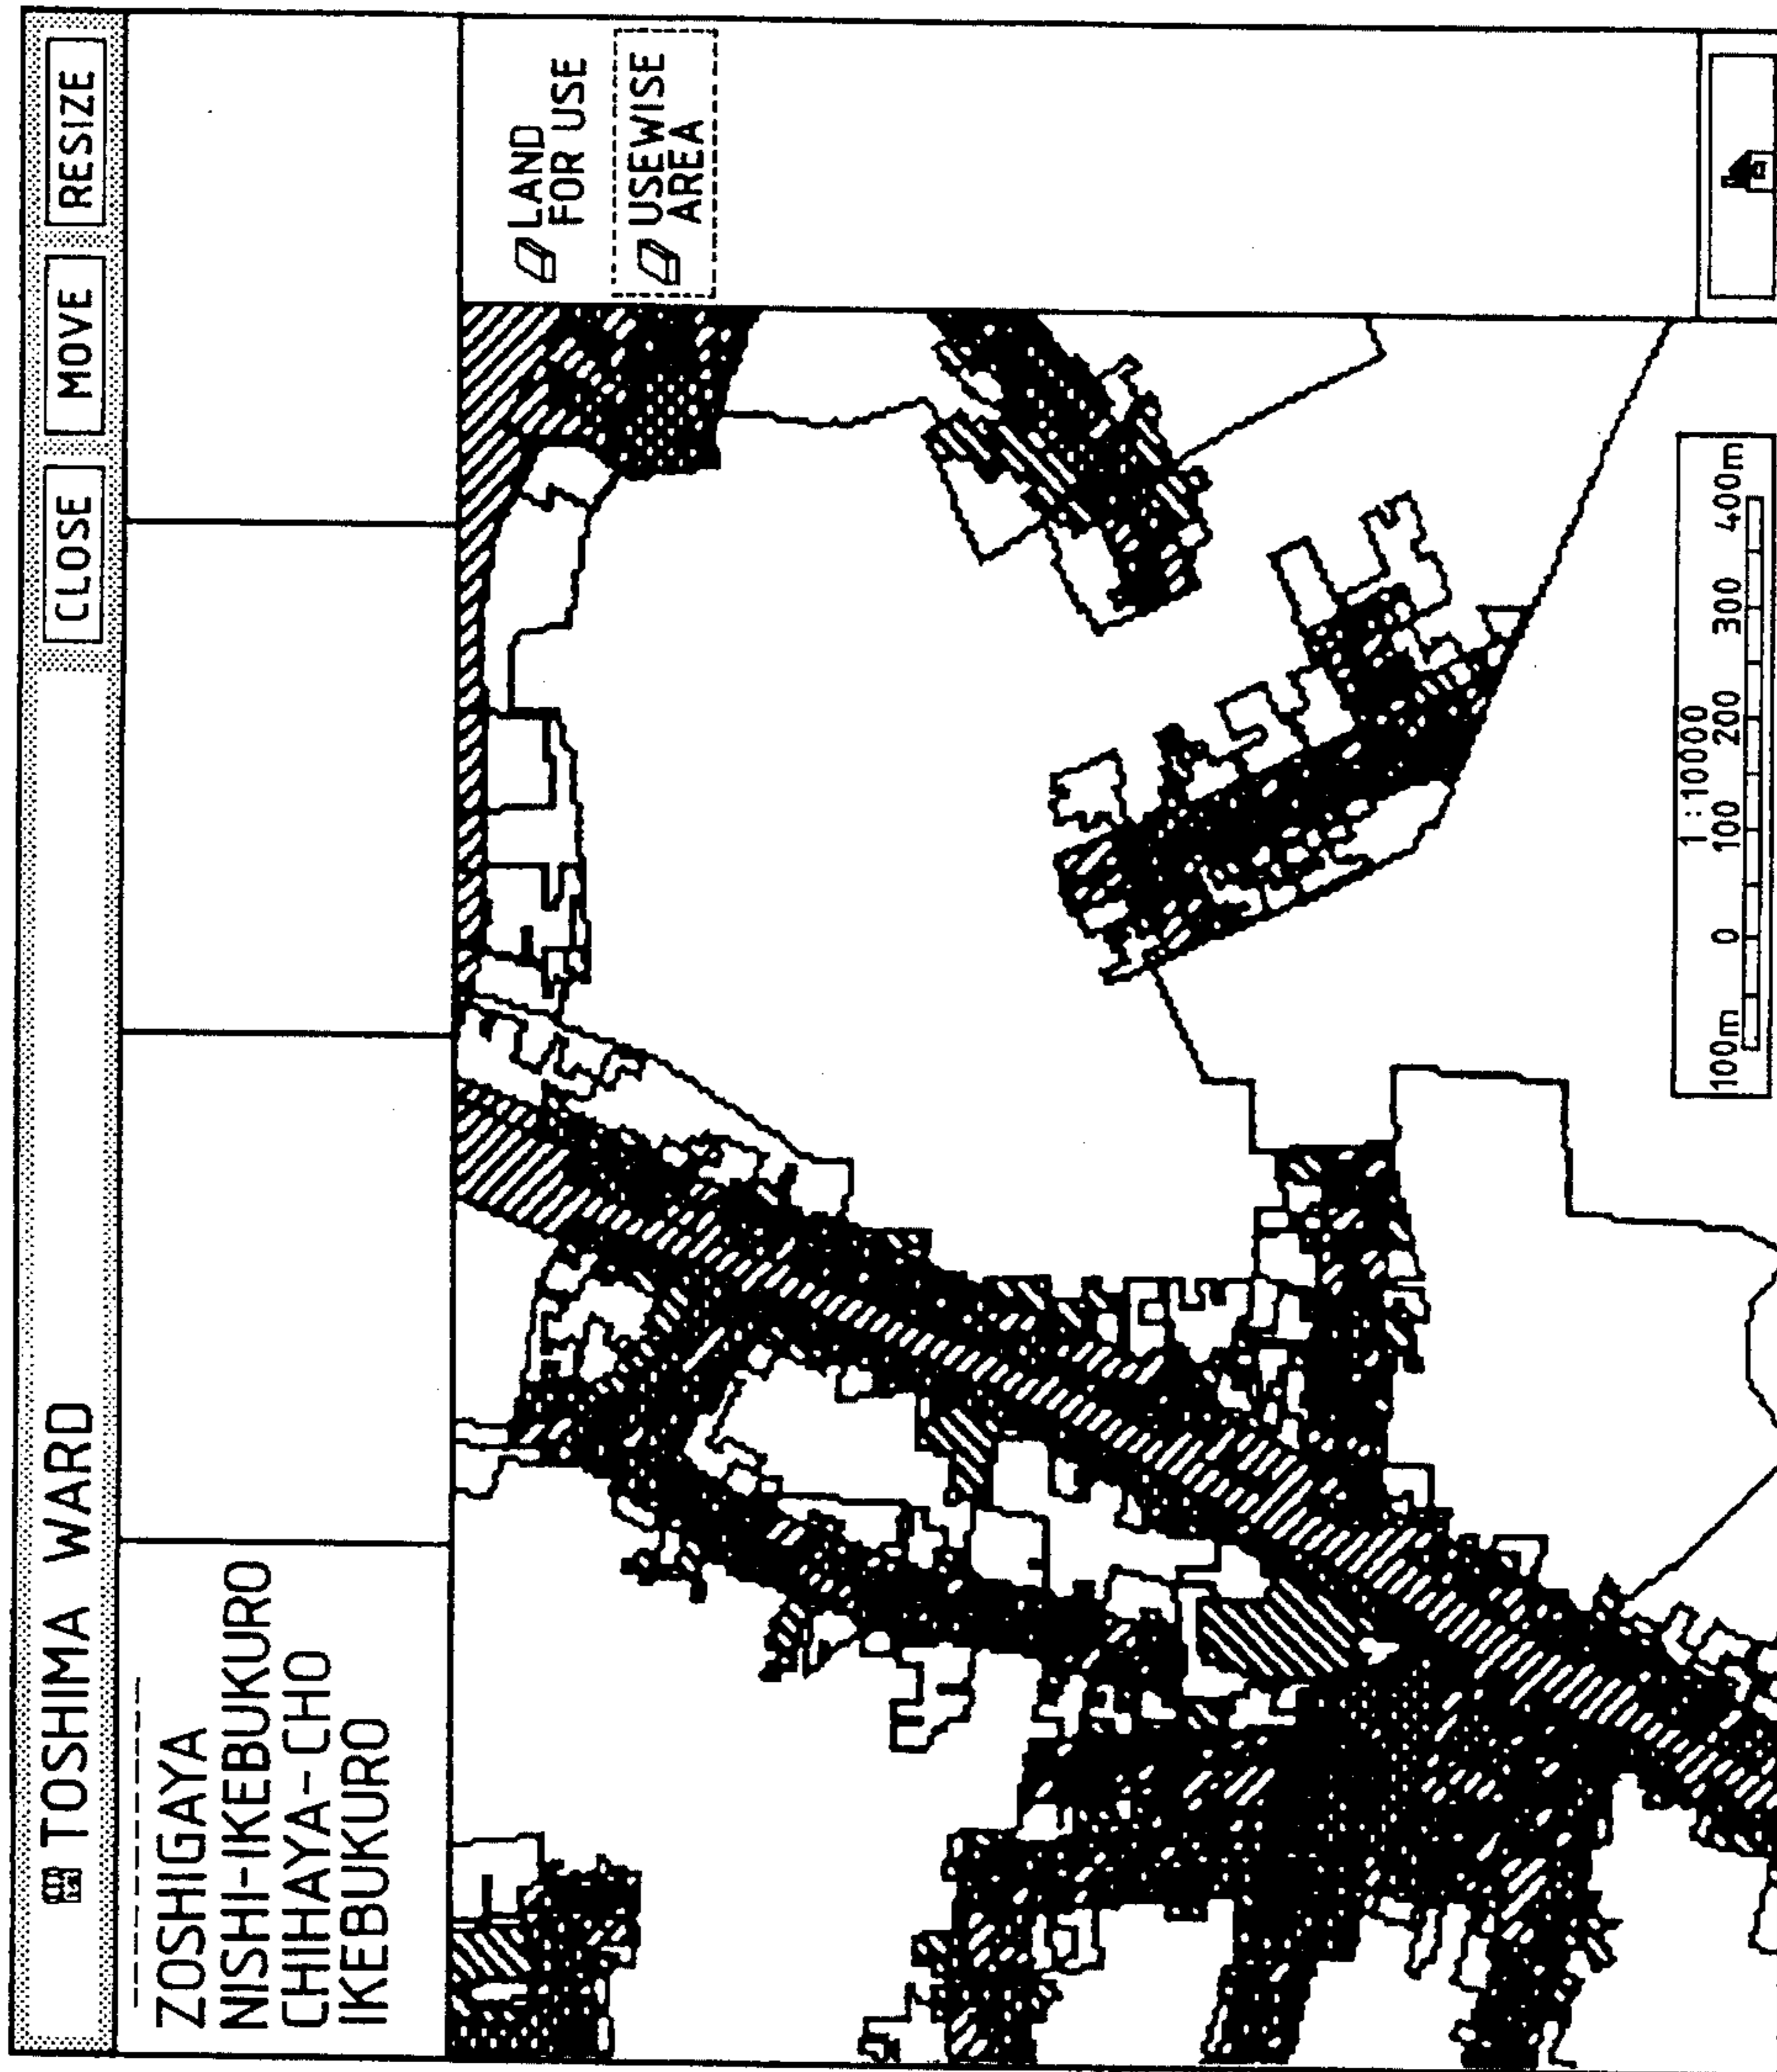 TOSHIMA WARD
CLOSE
MOVE
RESIZE
ZOSHIGAYA
NISHI-IKEBUKURO
CHIHAYA-CHO
IKEBUKURO
LAND
FOR USE
USEWISE
AREA
1:10000
100m 0 100 200 300 400m